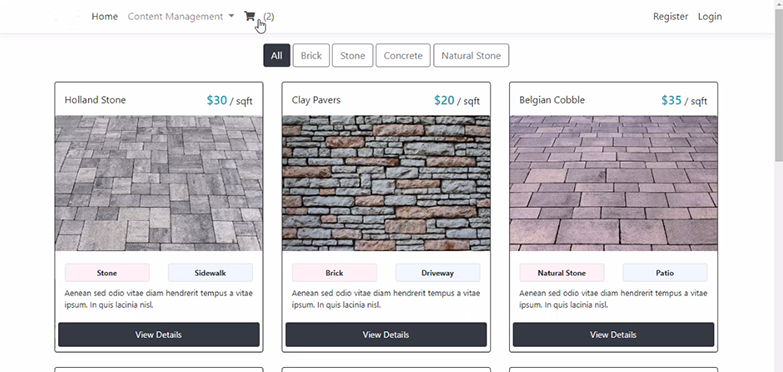 Home Content Management (2) Register Login
All Brick Stone Concrete Natural Stone
Holland Stone $30 / sqft
Clay Pavers $20 / sqft
Belgian Cobble $35 / sqft
Stone Sidewalk
Aenean sed odio vitae diam hendrerit tempus a vitae
ipsum. In quis lacinia nisl.
View Details
Brick Driveway
Aenean sed odio vitae diam hendrerit tempus a vitae
ipsum. In quis lacinia nisl.
View Details
Natural Stone Patio
Aenean sed odio vitae diam hendrerit tempus a vitae
ipsum. In quis lacinia nisl.
View Details